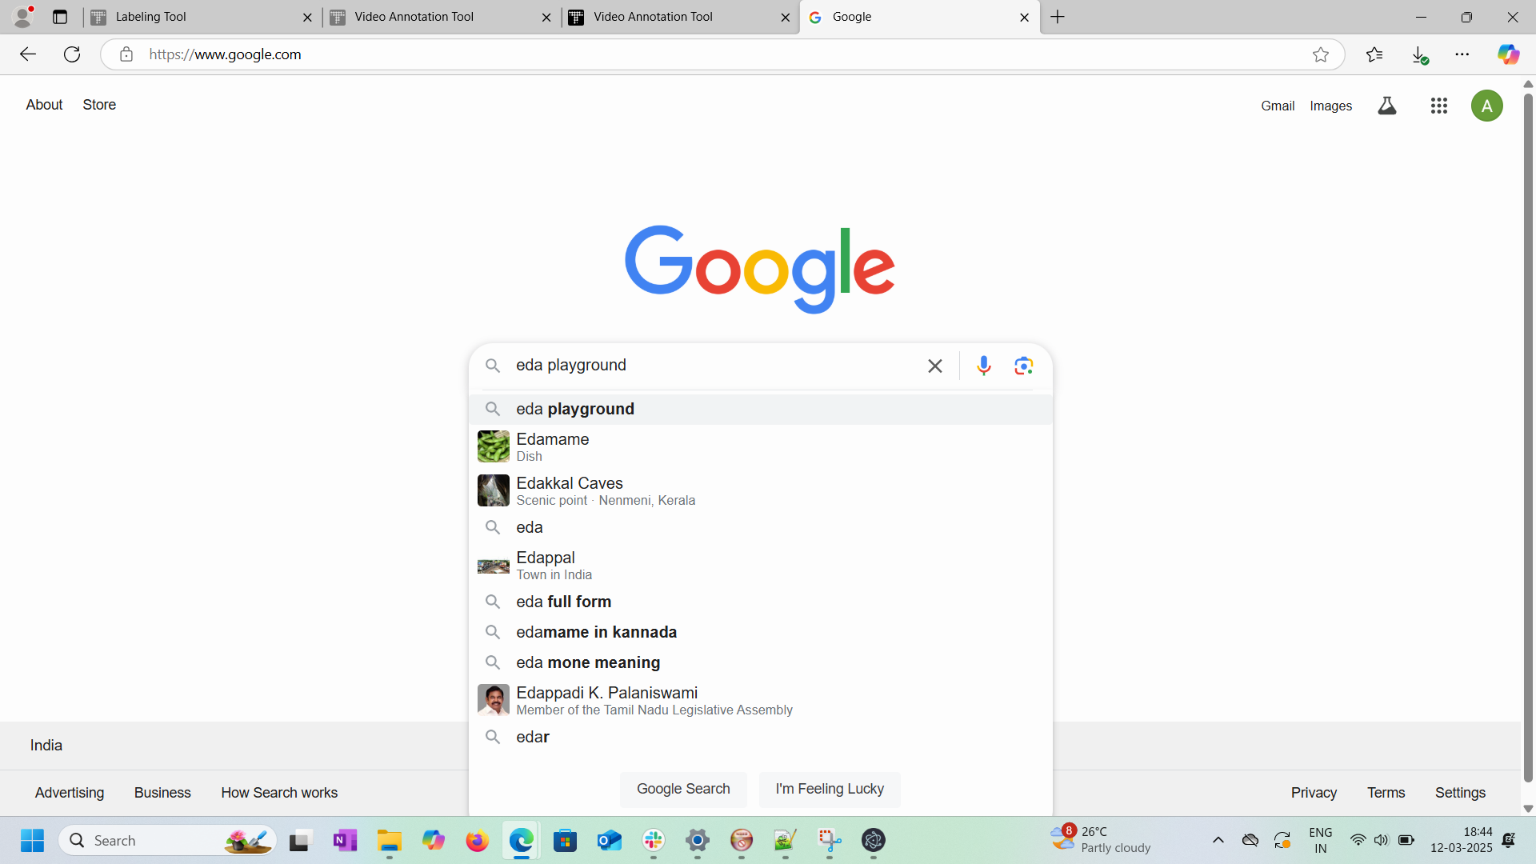 Labeling Tool
Video Annotation Tool
Video Annotation Tool
Google
https://www.google.com
About Store
Gmail Images
A
Google
eda playground
eda playground
Edamame
Dish
Edakkal Caves
Scenic point · Nenmeni, Kerala
eda
Edappal
Town in India
eda full form
edamame in kannada
eda mone meaning
Edappadi K. Palaniswami
Member of the Tamil Nadu Legislative Assembly
edar
Google Search I'm Feeling Lucky
India
Advertising Business How Search works
Privacy Terms Settings
Search
8
26°C
Partly cloudy
ENG
IN
18:44
12-03-2025